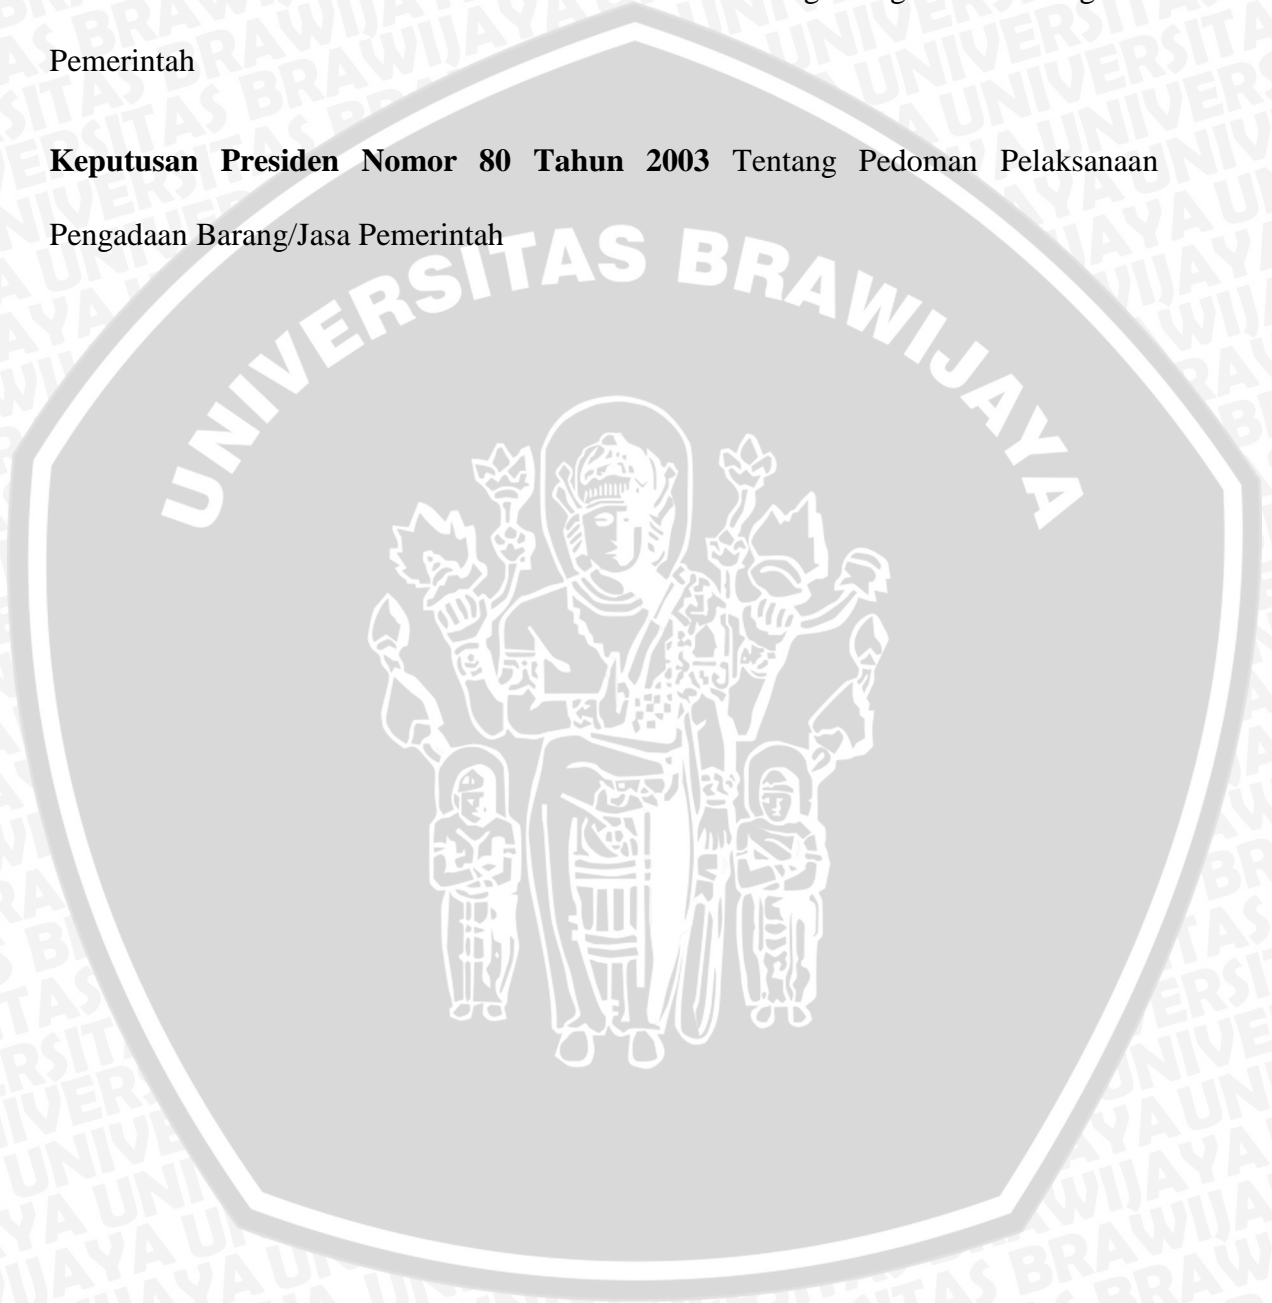 Pemerintah
Keputusan Presiden Nomor 80 Tahun 2003 Tentang Pedoman Pelaksanaan
Pengadaan Barang/Jasa Pemerintah
UNIVERSITAS BRAWIJAYA